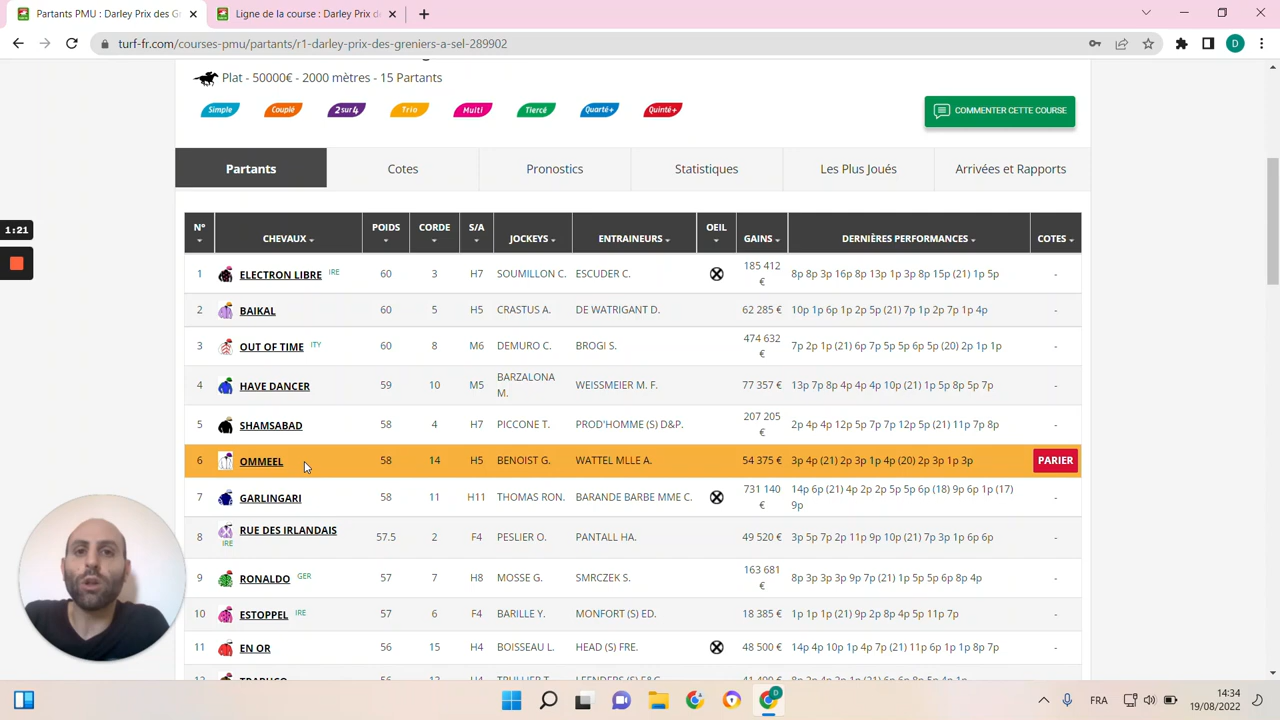 Partants PMU : Darley Prix des Gr
Ligne de la course : Darley Prix de
turf-fr.com/courses-pmu/partants/r1-darley-prix-des-greniers-a-sel-289902
D
Plat - 50000€ - 2000 mètres - 15 Partants
Simple Couplé 2sur4 Trio Multi Tiercé Quarté+ Quinté+
COMMENTER CETTE COURSE
Partants Cotes Pronostics Statistiques Les Plus Joués Arrivées et Rapports
1:21
N° CHEVAUX POIDS CORDE S/A JOCKEYS ENTRAINEURS OEIL GAINS DERNIÈRES PERFORMANCES COTES
1 ELECTRON LIBRE IRE 60 3 H7 SOUMILLON C. ESCUDER C. 185 412 € 8p 8p 3p 16p 8p 13p 1p 3p 8p 15p (21) 1p 5p -
2 BAIKAL 60 5 H5 CRASTUS A. DE WATRIGANT D. 62 285 € 10p 1p 6p 1p 2p 5p (21) 7p 1p 2p 7p 1p 4p -
3 OUT OF TIME ITY 60 8 M6 DEMURO C. BROGI S. 474 632 € 7p 2p 1p (21) 6p 7p 5p 5p 6p 5p (20) 2p 1p 1p -
4 HAVE DANCER 59 10 M5 BARZALONA M. WEISSMEIER M. F. 77 357 € 13p 7p 8p 4p 4p 4p 10p (21) 1p 5p 8p 5p 7p -
5 SHAMSABAD 58 4 H7 PICCONE T. PROD'HOMME (S) D&P. 207 205 € 2p 4p 4p 12p 5p 7p 7p 12p 5p (21) 11p 7p 8p -
6 OMMEEL 58 14 H5 BENOIST G. WATTEL MLLE A. 54 375 € 3p 4p (21) 2p 3p 1p 4p (20) 2p 3p 1p 3p PARIER
7 GARLINGARI 58 11 H11 THOMAS RON. BARANDE BARBE MME C. 731 140 € 14p 6p (21) 4p 2p 2p 5p 5p 6p (18) 9p 6p 1p (17) 9p -
8 RUE DES IRLANDAIS IRE 57.5 2 F4 PESLIER O. PANTALL HA. 49 520 € 3p 5p 7p 2p 11p 9p 10p (21) 7p 3p 1p 6p 6p -
9 RONALDO GER 57 7 H8 MOSSE G. SMRCZEK S. 163 681 € 8p 3p 3p 3p 9p 7p (21) 1p 5p 5p 6p 8p 4p -
10 ESTOPPEL IRE 57 6 F4 BARILLE Y. MONFORT (S) ED. 18 385 € 1p 1p 1p (21) 9p 2p 8p 4p 5p 11p 7p -
11 EN OR 56 15 H4 BOISSEAU L. HEAD (S) FRE. 48 500 € 14p 4p 10p 1p 4p 7p (21) 11p 6p 1p 1p 8p 7p -
FRA
14:34
19/08/2022